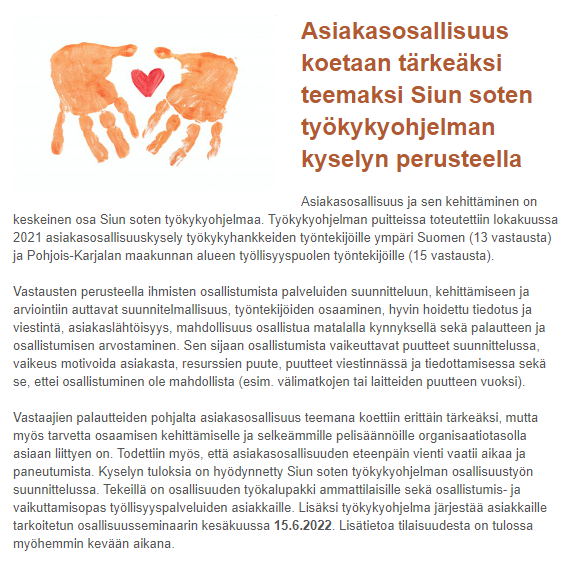 Asiakasosallisuus
koetaan tärkeäksi
teemaksi Siun soten
työkykyohjelman
kyselyn perusteella
Asiakasosallisuus ja sen kehittäminen on
keskeinen osa Siun soten työkykyohjelmaa. Työkykyohjelman puitteissa toteutettiin lokakuussa
2021 asiakasosallisuuskysely työkykyhankkeiden työntekijöille ympäri Suomen (13 vastausta)
ja Pohjois-Karjalan maakunnan alueen työllisyyspuolen työntekijöille (15 vastausta).
Vastausten perusteella ihmisten osallistumista palveluiden suunnitteluun, kehittämiseen ja
arviointiin auttavat suunnitelmallisuus, työntekijöiden osaaminen, hyvin hoidettu tiedotus ja
viestintä, asiakaslähtöisyys, mahdollisuus osallistua matalalla kynnyksellä sekä palautteen ja
osallistumisen arvostaminen. Sen sijaan osallistumista vaikeuttavat puutteet suunnittelussa,
vaikeus motivoida asiakasta, resurssien puute, puutteet viestinnässä ja tiedottamisessa sekä
se, ettei osallistuminen ole mahdollista (esim. välimatkojen tai laitteiden puutteen vuoksi).
Vastaajien palautteiden pohjalta asiakasosallisuus teemana koettiin erittäin tärkeäksi, mutta
myös tarvetta osaamisen kehittämiselle ja selkeämmille pelisäännöille organisaatiotasolla
asiaan liittyen on. Todettiin myös, että asiakasosallisuuden eteenpäin vienti vaatii aikaa ja
paneutumista. Kyselyn tuloksia on hyödynnetty Siun soten työkykyohjelman osallisuustyön
suunnittelussa. Tekeillä on osallisuuden työkalupakki ammattilaisille sekä osallistumis- ja
vaikuttamisopas työllisyyspalveluiden asiakkaille. Lisäksi työkykyohjelma järjestää asiakkaille
tarkoitetun osallisuusseminaarin kesäkuussa 15.6.2022. Lisätietoa tilaisuudesta on tulossa
myöhemmin kevään aikana.